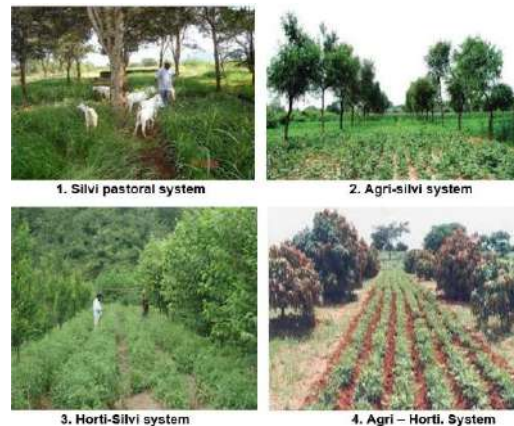 1. Silvi pastoral system
2. Agri-silvi system
3. Horti-Silvi system
4. Agri – Horti. System